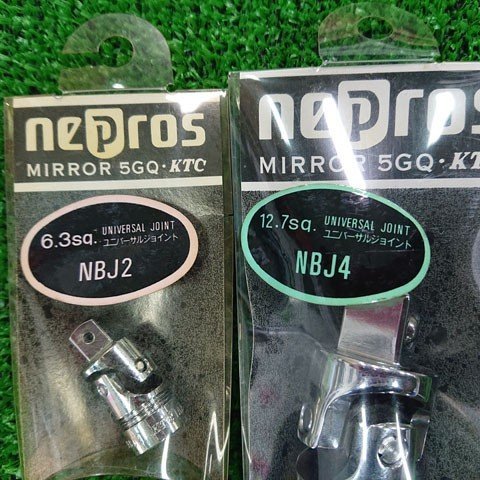 nepros
MIRROR 5GQ・KTC
6.3sq. UNIVERSAL JOINT
ユニバーサルジョイント
NBJ2
nepros
MIRROR 5GQ・KT
12.7sq. UNIVERSAL JOINT
ユニバーサルジョイント
NBJ4